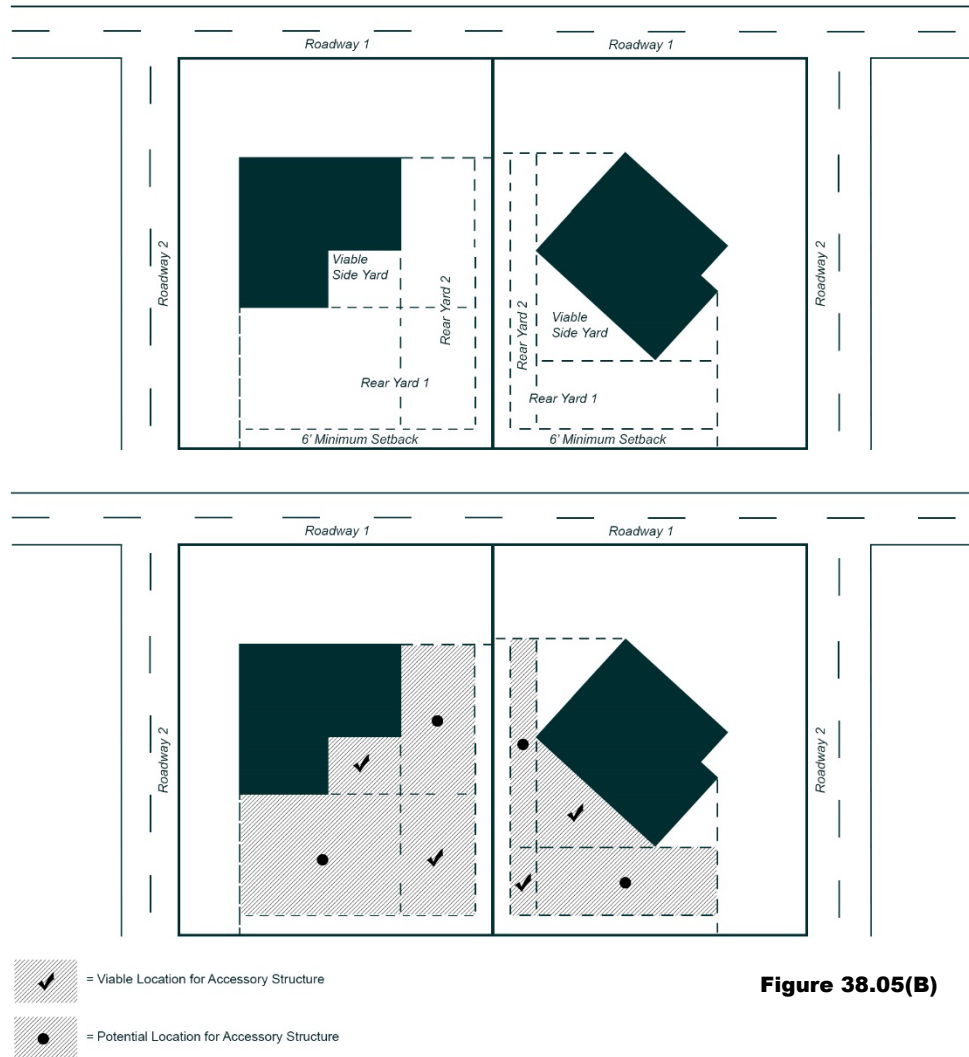 Roadway 1
Roadway 1
Roadway 2
Viable
Side Yard
Rear Yard 2
Rear Yard 1
6' Minimum Setback
Rear Yard 2
Viable
Side Yard
Rear Yard 1
6' Minimum Setback
Roadway 2
Roadway 1
Roadway 1
Roadway 2
Roadway 2
= Viable Location for Accessory Structure
Figure 38.05(B)
= Potential Location for Accessory Structure